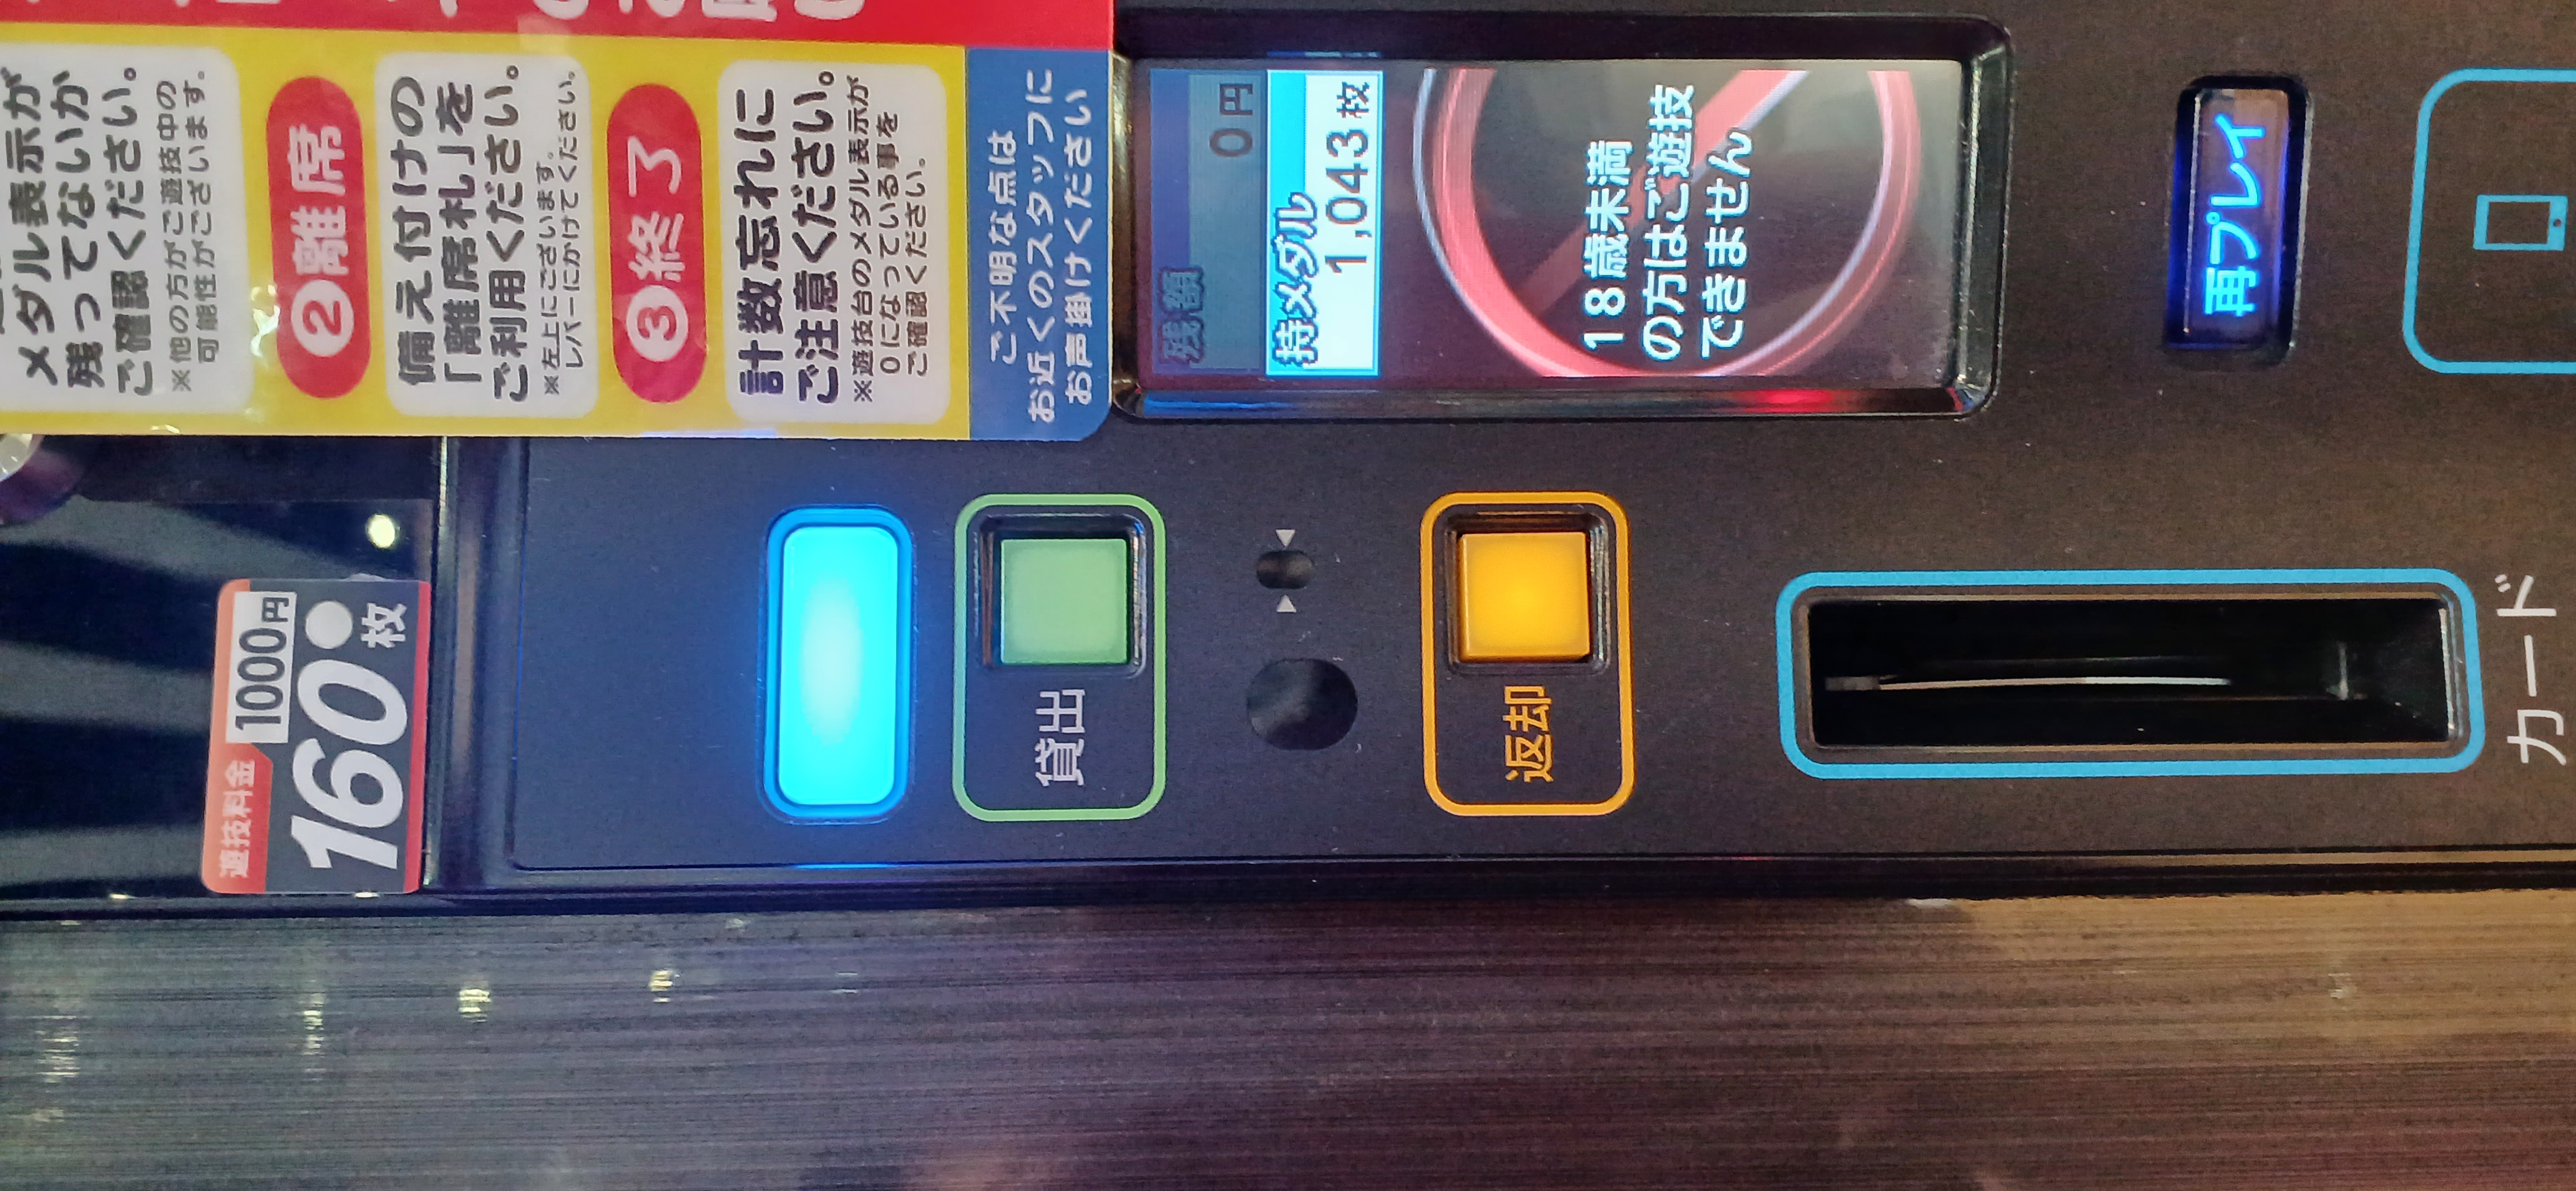 メダル表示が
残ってないか
ご確認ください。
※他の方がご遊技中の
可能性がございます。
②離席
備え付けの
「離席札」を
ご利用ください。
※左上にございます。
レバーにかけてください。
③終了
計数忘れに
ご注意ください。
※遊技台のメダル表示が
0になっている事を
ご確認ください。
ご不明な点は
お近くのスタッフに
お声掛けください
残額
0円
持メダル
1,043枚
18歳未満
の方はご遊技
できません
再プレイ
遊技料金
1000円
160枚
貸出
返却
カード